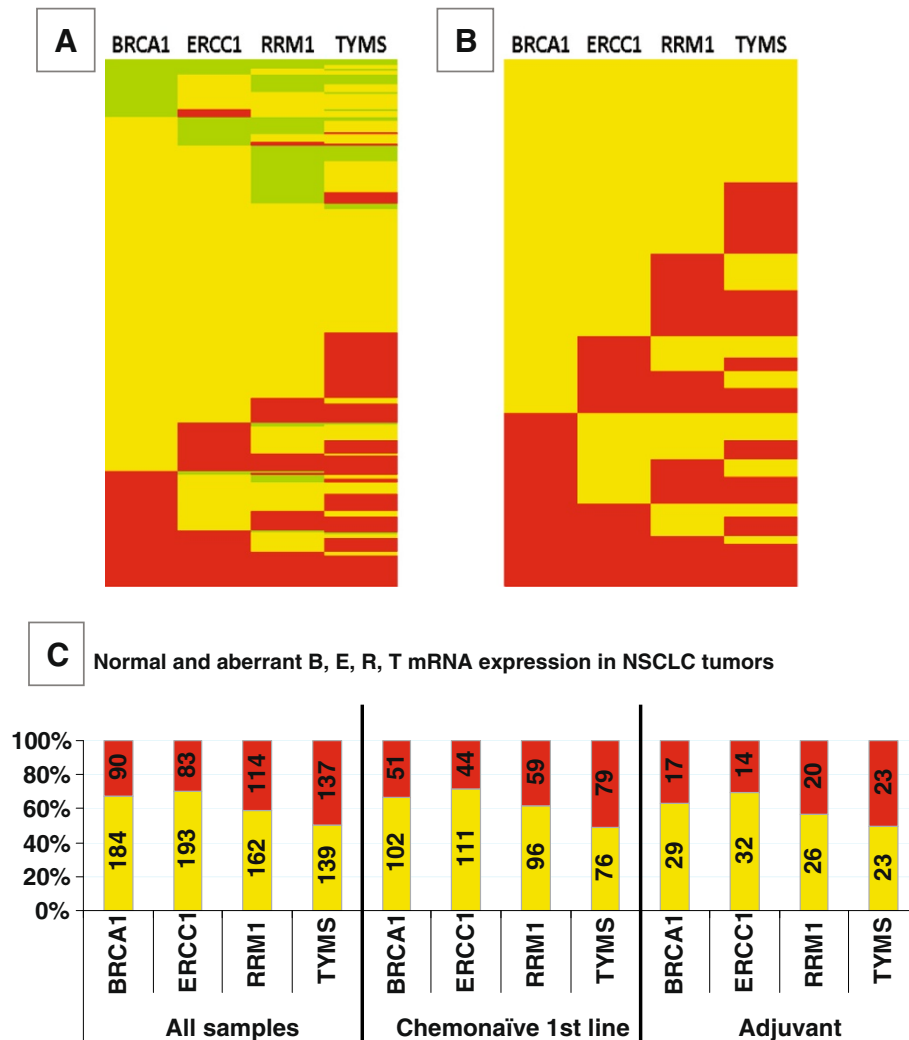 A
BRCA1 ERCC1 RRM1 TYMS
B
BRCA1 ERCC1 RRM1 TYMS
C
Normal and aberrant B, E, R, T mRNA expression in NSCLC tumors
100%
80%
60%
40%
20%
0%
90 83 114 137 51 44 59 79 17 14 20 23
184 193 162 139 102 111 96 76 29 32 26 23
BRCA1 ERCC1 RRM1 TYMS BRCA1 ERCC1 RRM1 TYMS BRCA1 ERCC1 RRM1 TYMS
All samples Chemonaïve 1st line Adjuvant